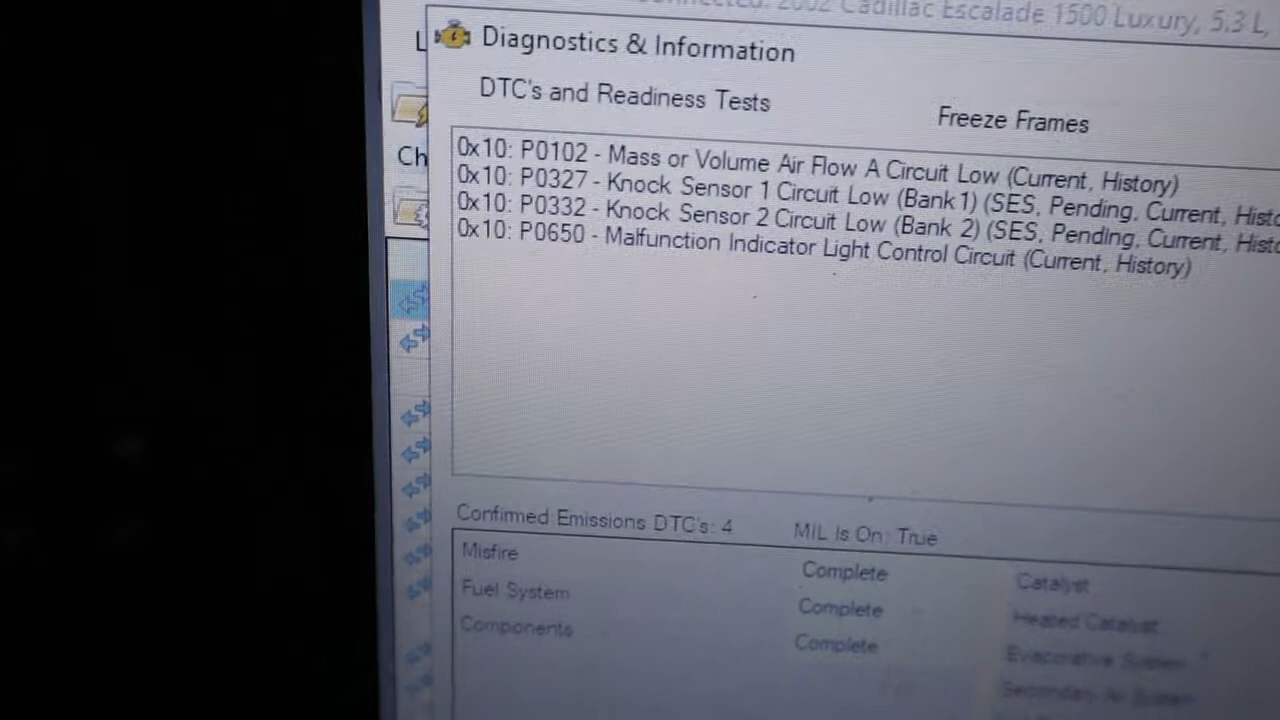 Connected: 2002 Cadillac Escalade 1500 Luxury, 5.3 L,
L
Diagnostics & Information
DTC's and Readiness Tests
Freeze Frames
Ch
0x10: P0102 - Mass or Volume Air Flow A Circuit Low (Current, History)
0x10: P0327 - Knock Sensor 1 Circuit Low (Bank 1) (SES, Pending, Current, Histo
0x10: P0332 - Knock Sensor 2 Circuit Low (Bank 2) (SES, Pending, Current, Histo
0x10: P0650 - Malfunction Indicator Light Control Circuit (Current, History)
Confirmed Emissions DTC's: 4 MIL Is On: True
Misfire Complete Catalyst
Fuel System Complete Heated Catalyst
Components Complete Evaporative System
Secondary Air System